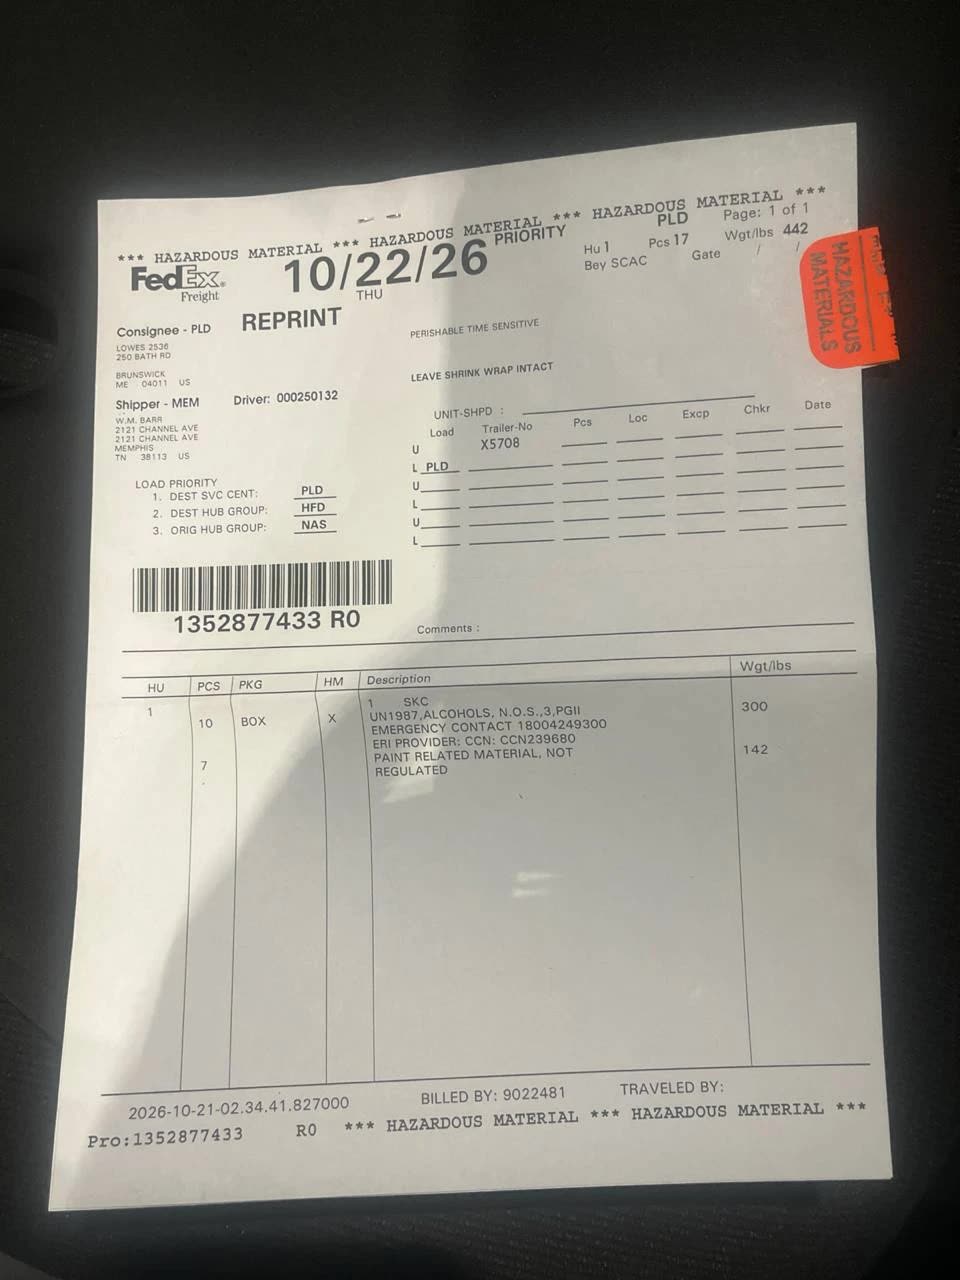 *** HAZARDOUS MATERIAL *** HAZARDOUS MATERIAL *** HAZARDOUS MATERIAL ***
FedEx®
Freight
10/22/26
THU
PRIORITY
PLD
Page: 1 of 1
Hu 1
Pcs 17
Wgt/lbs 442
Bey SCAC
Gate / /
REPRINT
HAZARDOUS
MATERIALS
Consignee - PLD
LOWES 2536
250 BATH RD
BRUNSWICK
ME 04011 US
PERISHABLE TIME SENSITIVE
LEAVE SHRINK WRAP INTACT
Shipper - MEM
Driver: 000250132
W.M. BARR
2121 CHANNEL AVE
2121 CHANNEL AVE
MEMPHIS
TN 38113 US
UNIT-SHPD :
Load Trailer-No Pcs Loc Excp Chkr Date
U X5708
L PLD
U
L
U
L
LOAD PRIORITY
1. DEST SVC CENT: PLD
2. DEST HUB GROUP: HFD
3. ORIG HUB GROUP: NAS
1352877433 R0
Comments :
HU PCS PKG HM Description Wgt/lbs
1 1 SKC
10 BOX X UN1987,ALCOHOLS, N.O.S.,3,PGII 300
EMERGENCY CONTACT 18004249300
ERI PROVIDER: CCN: CCN239680
7 PAINT RELATED MATERIAL, NOT 142
REGULATED
2026-10-21-02.34.41.827000
BILLED BY: 9022481
TRAVELED BY:
Pro:1352877433 R0 *** HAZARDOUS MATERIAL *** HAZARDOUS MATERIAL ***